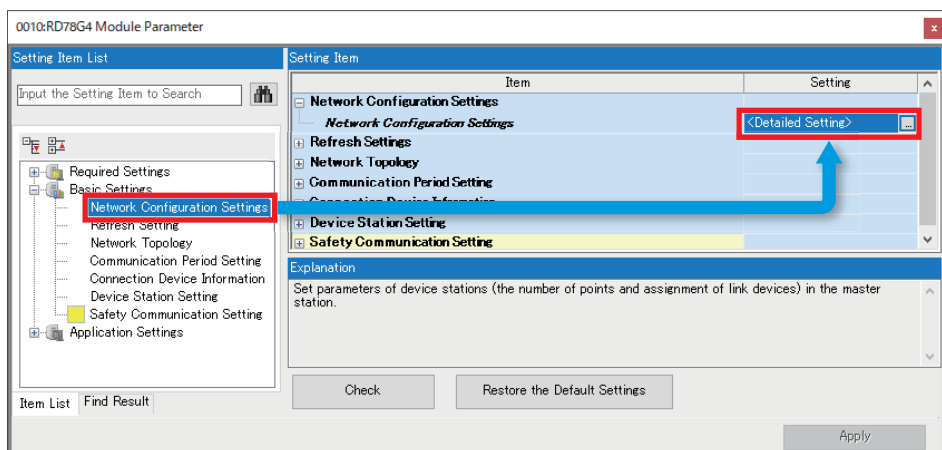 0010:RD78G4 Module Parameter
x
Setting Item List
Input the Setting Item to Search
Required Settings
Basic Settings
Network Configuration Settings
Refresh Setting
Network Topology
Communication Period Setting
Connection Device Information
Device Station Setting
Safety Communication Setting
Application Settings
Item List
Find Result
Setting Item
Item
Setting
Network Configuration Settings
Network Configuration Settings
<Detailed Setting>
...
Refresh Settings
Network Topology
Communication Period Setting
Connection Device Information
Device Station Setting
Safety Communication Setting
Explanation
Set parameters of device stations (the number of points and assignment of link devices) in the master
station.
Check
Restore the Default Settings
Apply